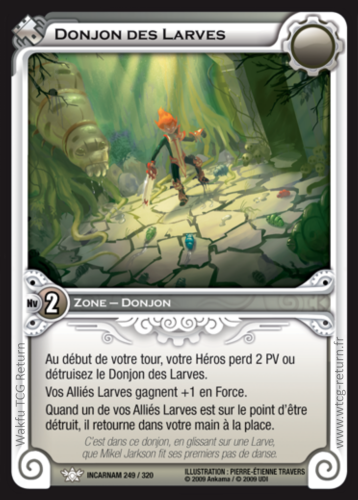 Donjon des Larves
Nv 2
Zone – Donjon
Au début de votre tour, votre Héros perd 2 PV ou
détruisez le Donjon des Larves.
Vos Alliés Larves gagnent +1 en Force.
Quand un de vos Alliés Larves est sur le point d'être
détruit, il retourne dans votre main à la place.
C'est dans ce donjon, en glissant sur une Larve,
que Mikel Jarkson fit ses premiers pas de danse.
INCARNAM 249 / 320
ILLUSTRATION : PIERRE-ÉTIENNE TRAVERS
© 2009 Ankama / © 2009 UDI
Wakfu TCG Return
www.wtcg-return.fr